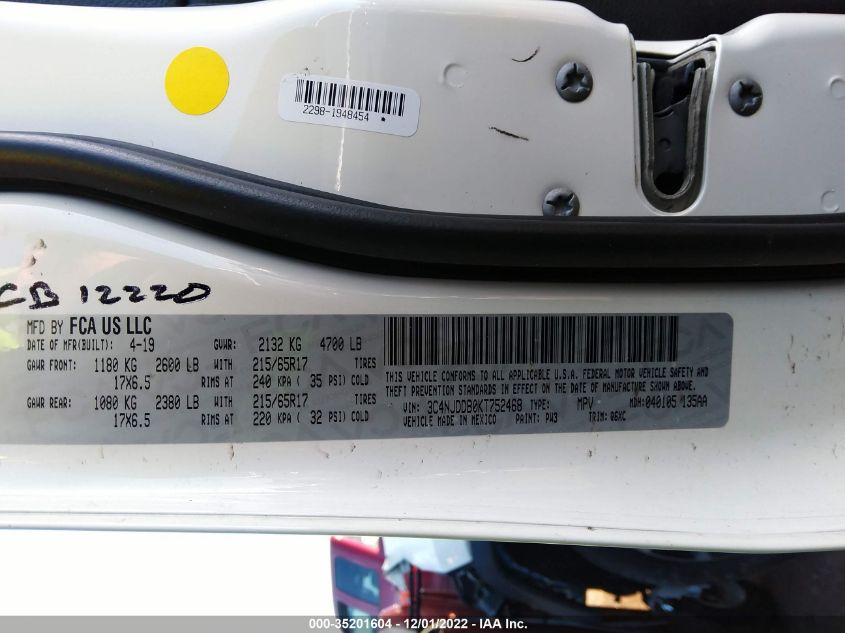 2298-1948454
CB 12220
MFD BY FCA US LLC
DATE OF MFR(BUILT): 4-19 GVWR: 2132 KG 4700 LB
GAWR FRONT: 1180 KG 2600 LB WITH 215/65R17 TIRES
17X6.5 RIMS AT 240 KPA ( 35 PSI) COLD
GAWR REAR: 1080 KG 2380 LB WITH 215/65R17 TIRES
17X6.5 RIMS AT 220 KPA ( 32 PSI) COLD
THIS VEHICLE CONFORMS TO ALL APPLICABLE U.S.A. FEDERAL MOTOR VEHICLE SAFETY AND
THEFT PREVENTION STANDARDS IN EFFECT ON THE DATE OF MANUFACTURE SHOWN ABOVE.
VIN: 3C4NJDDB0KT752468 TYPE: MPV MDH: 040105 135AA
VEHICLE MADE IN MEXICO PAINT: PW3 TRIM: Q6XC
000-35201604 - 12/01/2022 - IAA Inc.